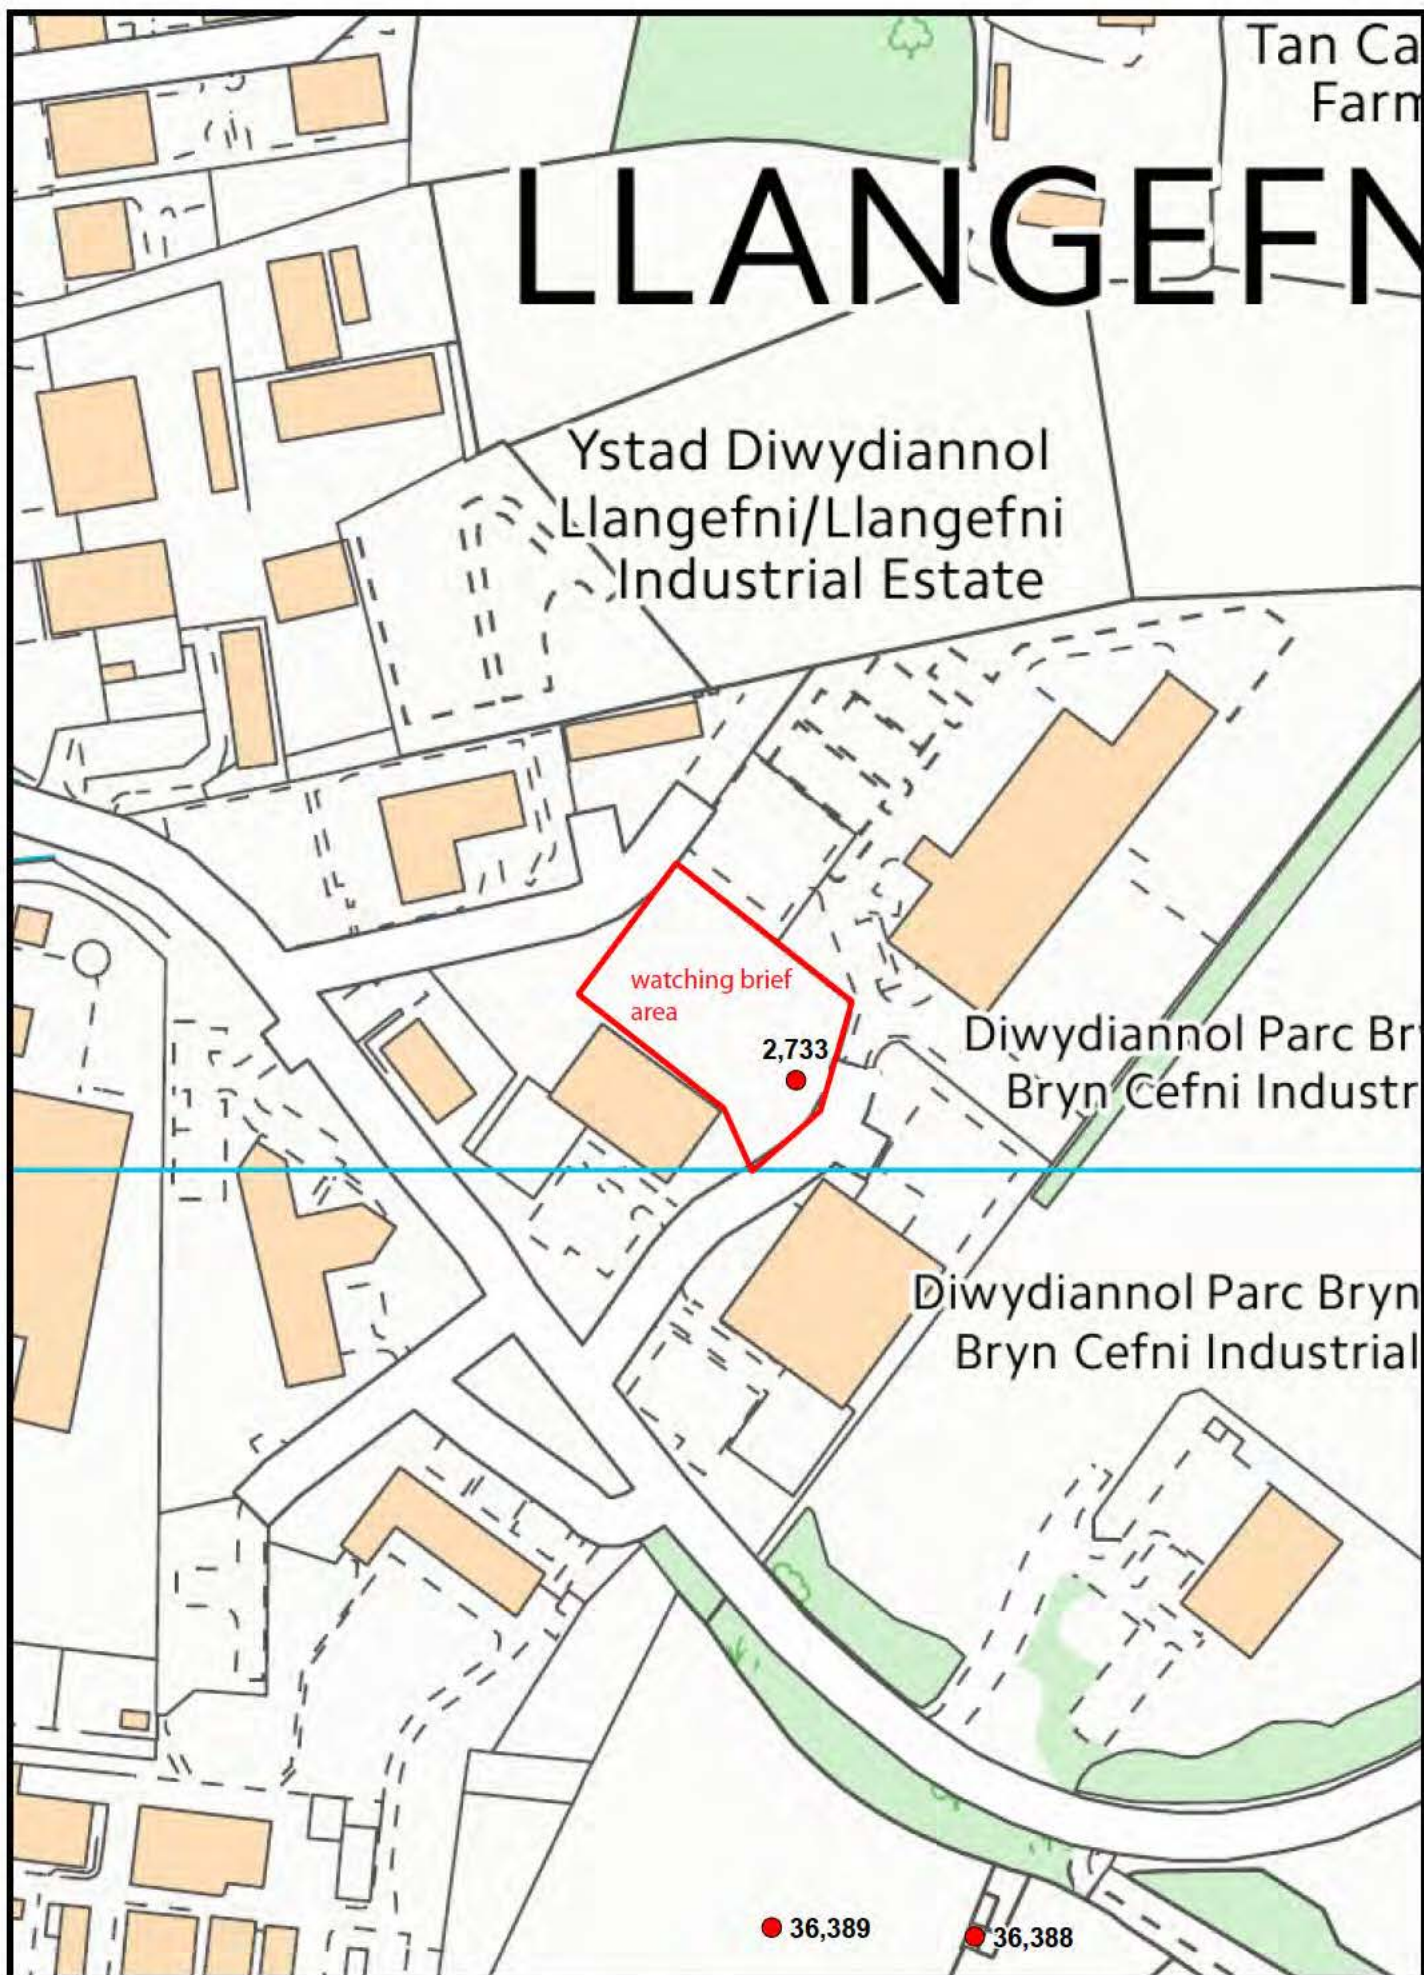 Tan Ca
Farm
LLANGEFN
Ystad Diwydiannol
Llangefni/Llangefni
Industrial Estate
watching brief
area
2,733
Diwydiannol Parc Br
Bryn Cefni Industr
Diwydiannol Parc Bryn
Bryn Cefni Industrial
36,389
36,388